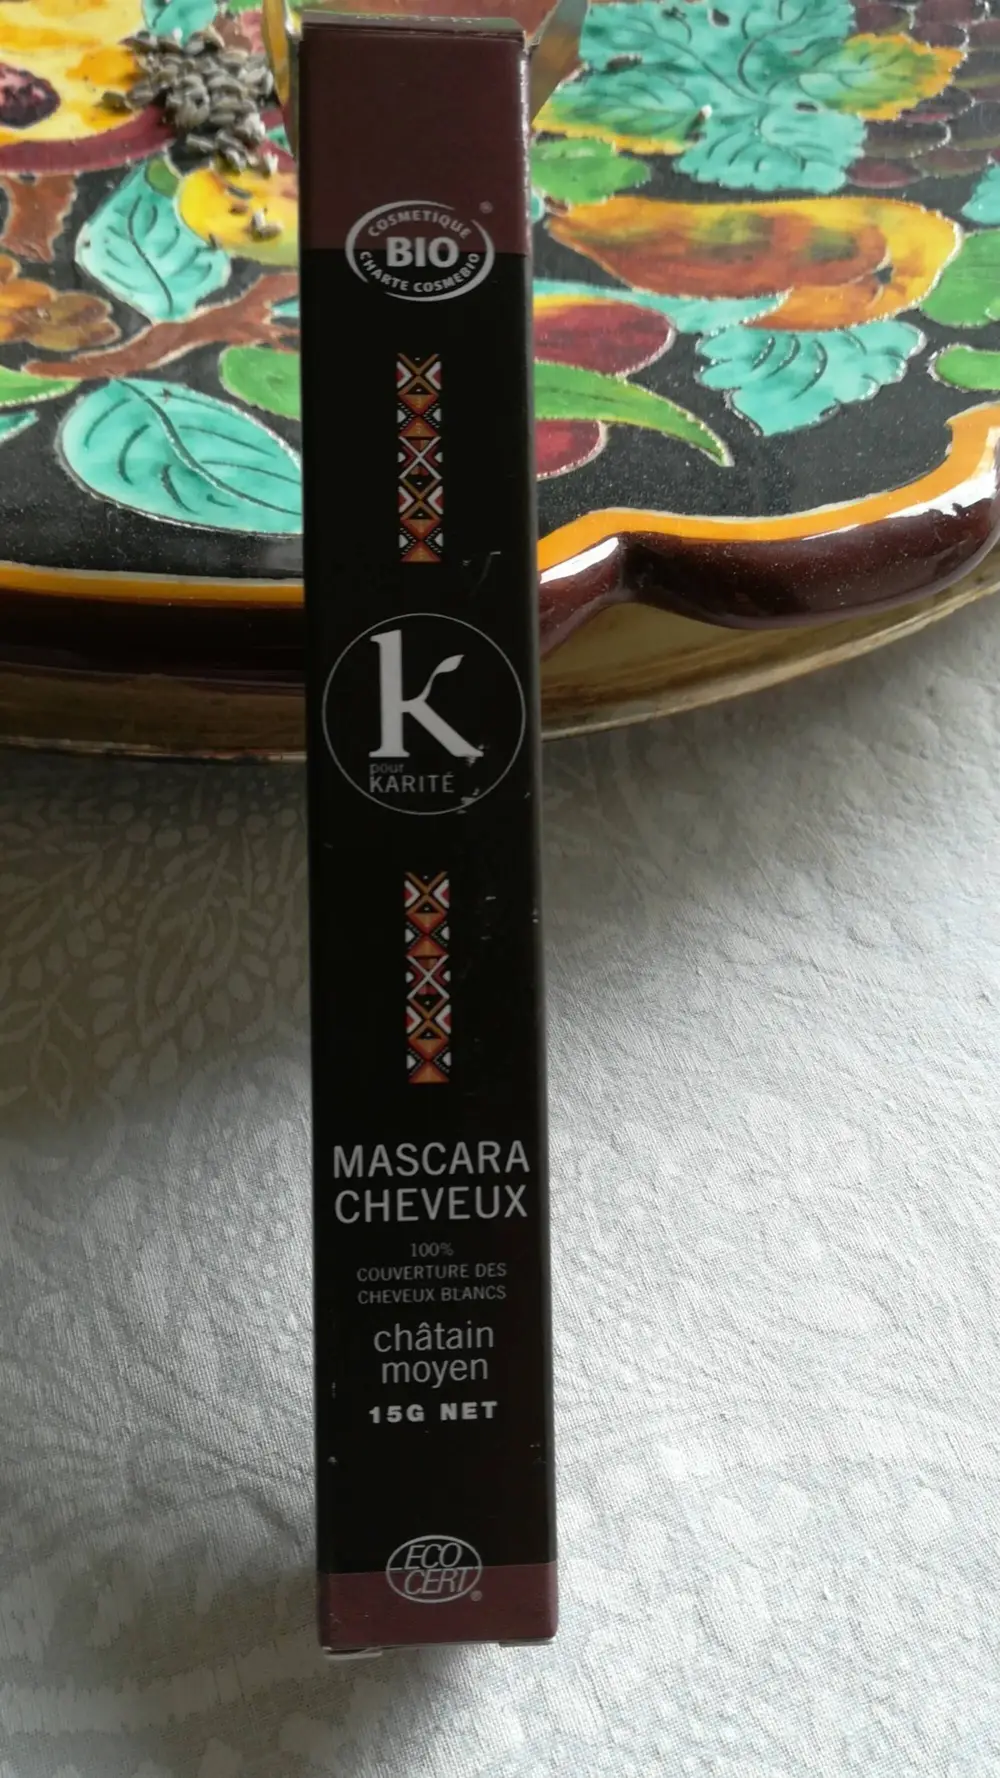 COSMETIQUE
BIO
®
CHARTE COSMEBIO
k
pour
KARITÉ
MASCARA
CHEVEUX
100%
COUVERTURE DES
CHEVEUX BLANCS
châtain
moyen
15G NET
ECO
CERT
®